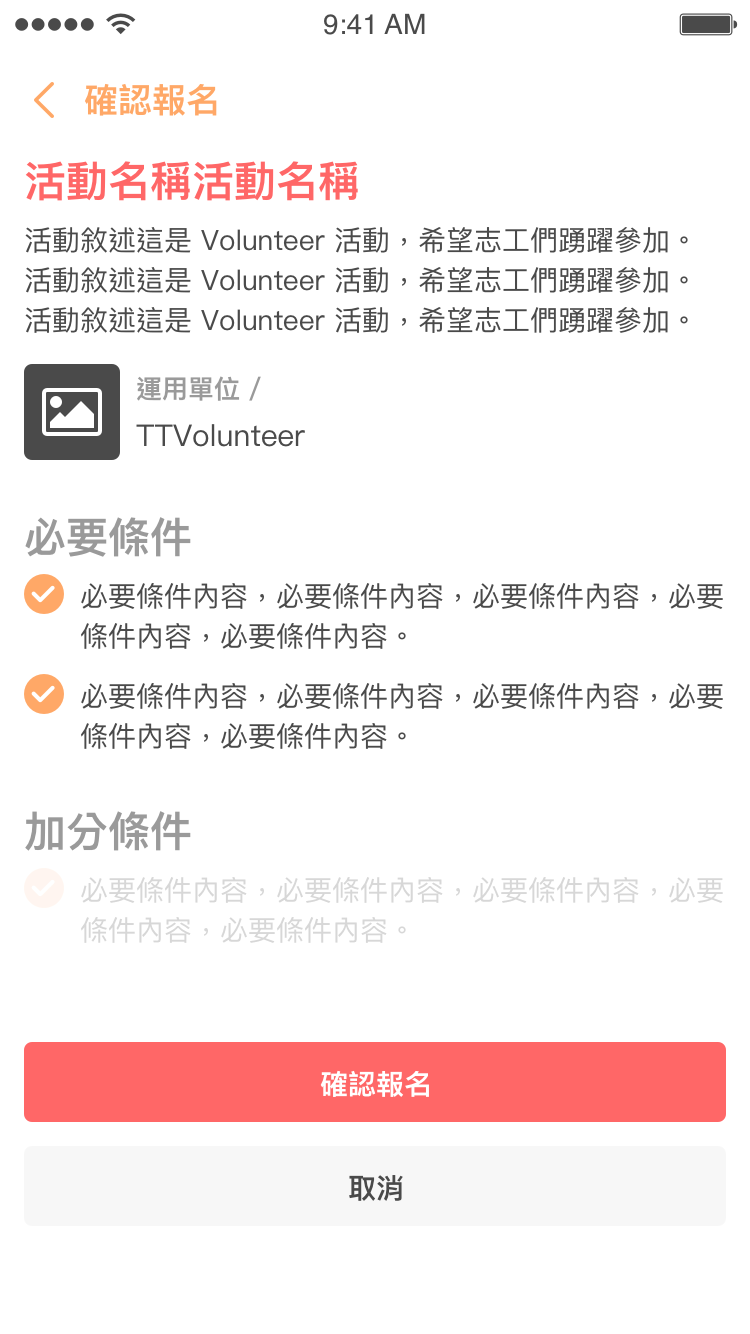 9:41 AM
確認報名
活動名稱活動名稱
活動敘述這是 Volunteer 活動，希望志工們踴躍參加。
活動敘述這是 Volunteer 活動，希望志工們踴躍參加。
活動敘述這是 Volunteer 活動，希望志工們踴躍參加。
運用單位 /
TTVolunteer
必要條件
必要條件內容，必要條件內容，必要條件內容，必要
條件內容，必要條件內容。
必要條件內容，必要條件內容，必要條件內容，必要
條件內容，必要條件內容。
加分條件
必要條件內容，必要條件內容，必要條件內容，必要
條件內容，必要條件內容。
確認報名
取消